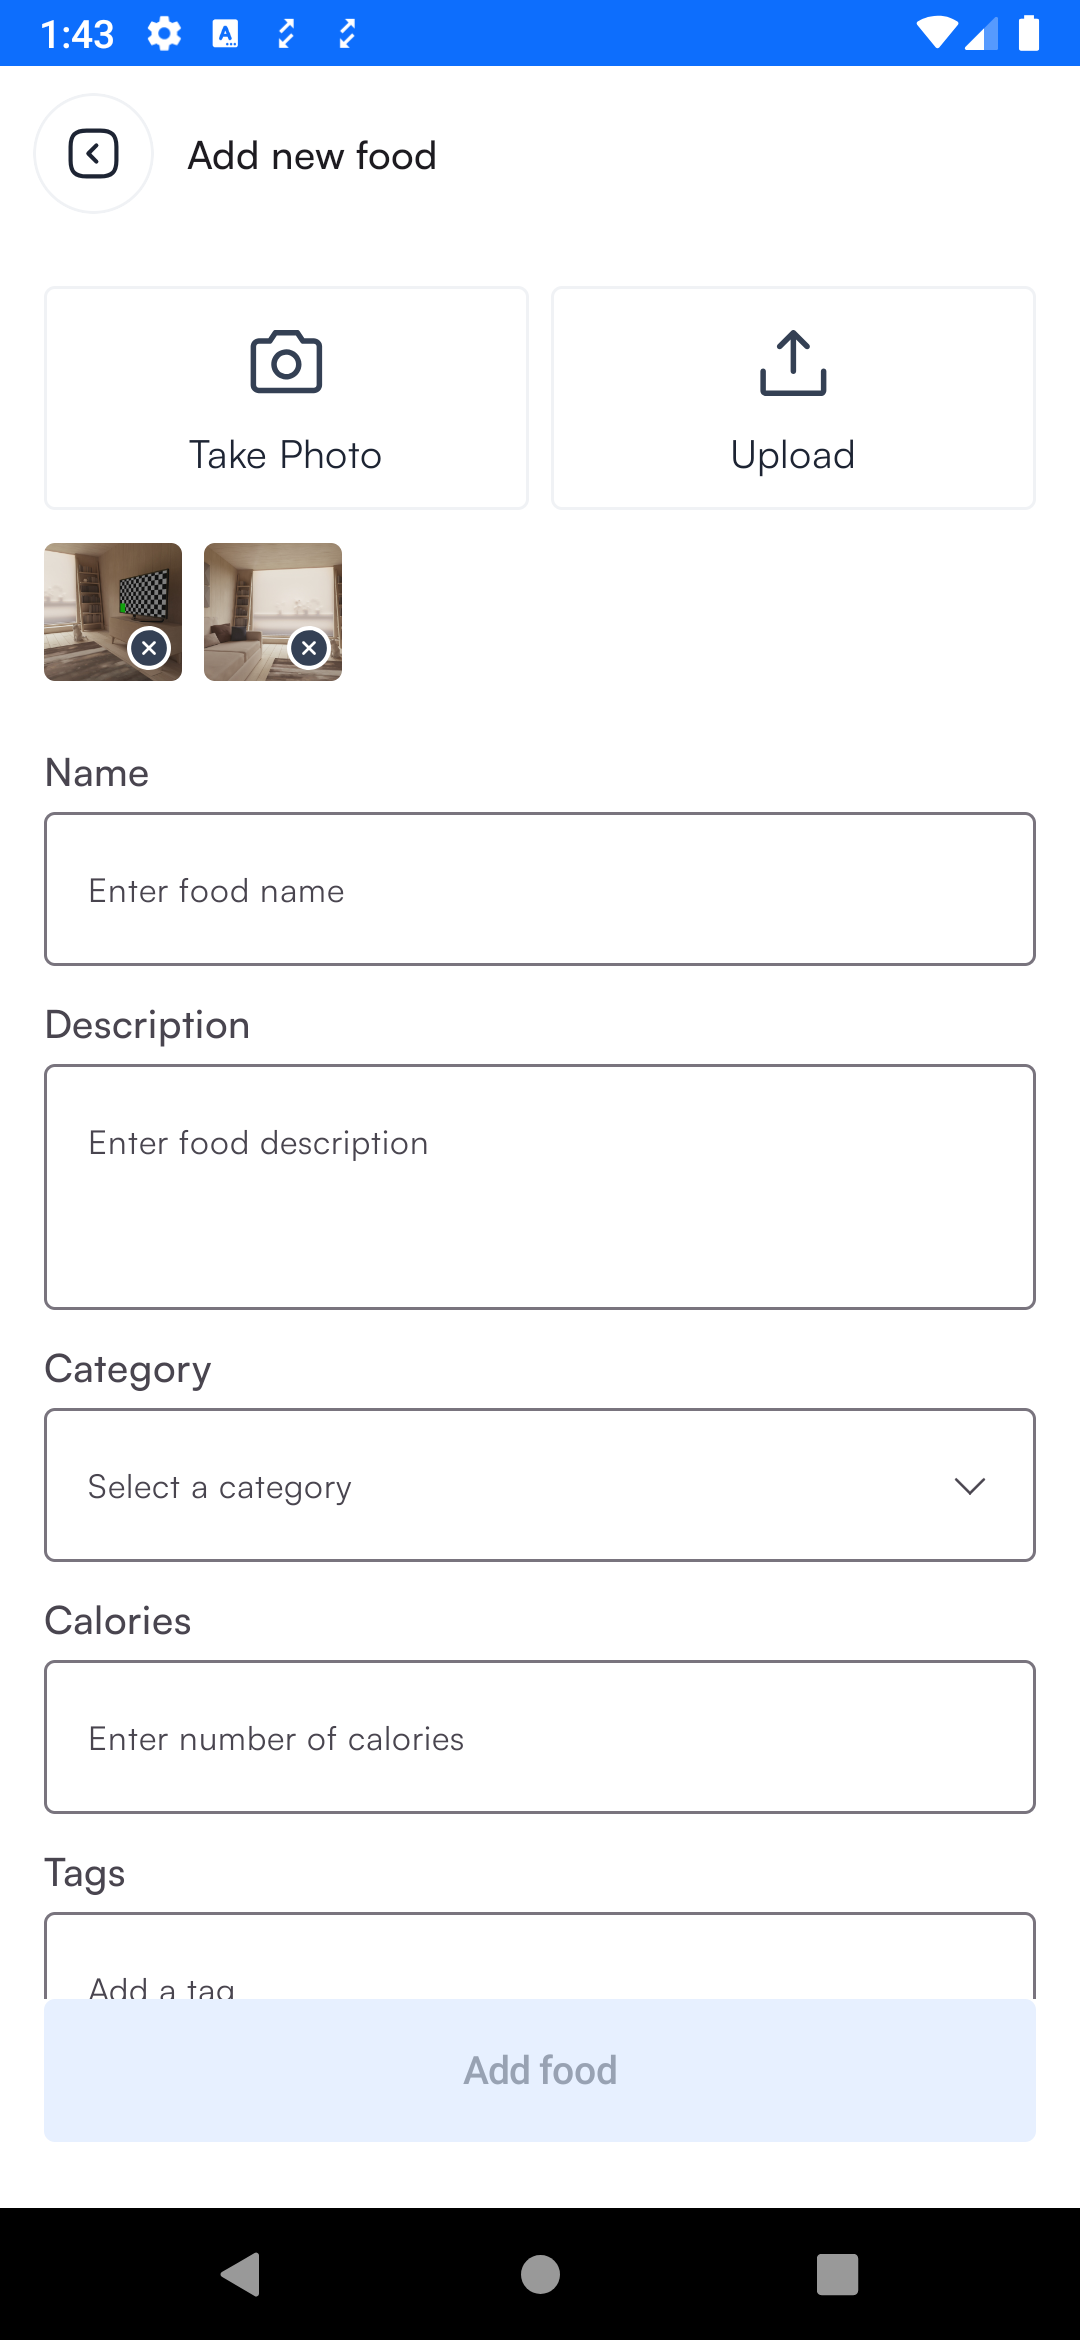 1:43
Add new food
Take Photo
Upload
Name
Enter food name
Description
Enter food description
Category
Select a category
Calories
Enter number of calories
Tags
Add a tag
Add food